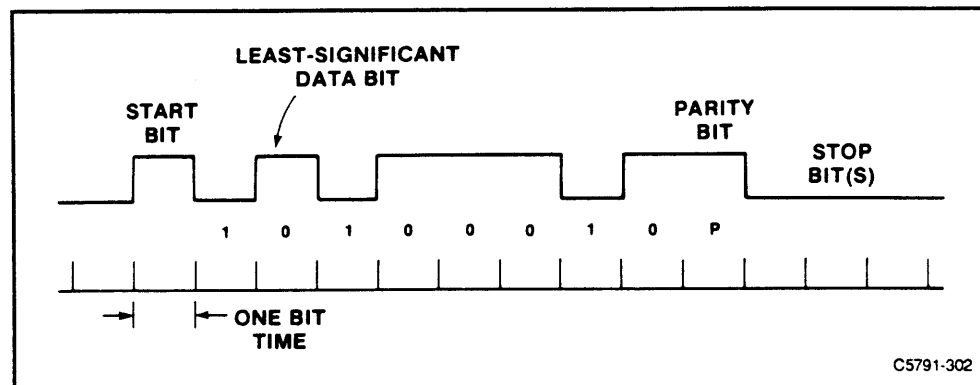 LEAST-SIGNIFICANT
DATA BIT
START
BIT
PARITY
BIT
STOP
BIT(S)
1 0 1 0 0 0 1 0 P
ONE BIT
TIME
C5791-302